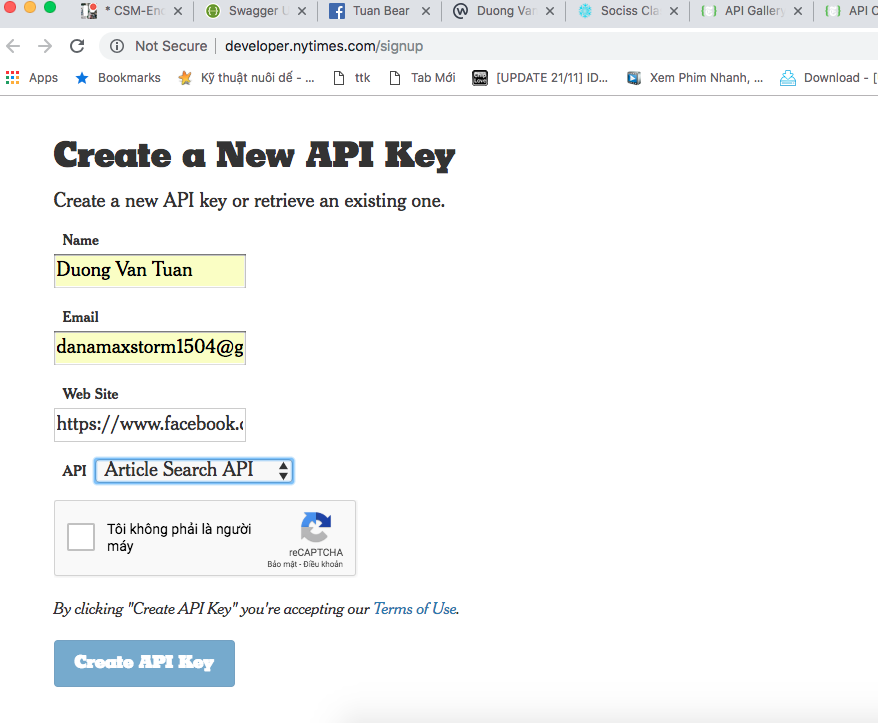 * CSM-Enc
Swagger U
Tuan Bear
Duong Van
Sociss Cla
API Gallery
API C
Not Secure
developer.nytimes.com/signup
Apps
Bookmarks
Kỹ thuật nuôi dế - ...
ttk
Tab Mới
[UPDATE 21/11] ID...
Xem Phim Nhanh, ...
Download - [
Create a New API Key
Create a new API key or retrieve an existing one.
Name
Duong Van Tuan
Email
danamaxstorm1504@g
Web Site
https://www.facebook.c
API Article Search API
Tôi không phải là người
máy
reCAPTCHA
Bảo mật - Điều khoản
By clicking "Create API Key" you're accepting our Terms of Use.
Create API Key